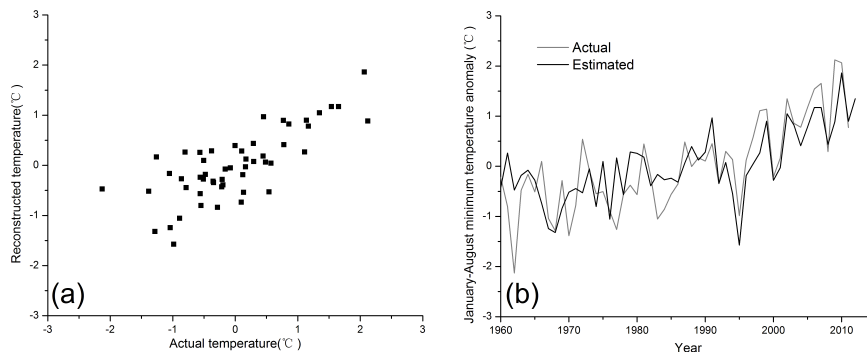 3
2
1
0
-1
-2
-3
Reconstructed temperature(℃)
(a)
-3 -2 -1 0 1 2 3
Actual temperature(℃)
3
2
1
0
-1
-2
-3
January-August minimum temperature anomaly (℃)
Actual
Estimated
(b)
1960 1970 1980 1990 2000 2010
Year